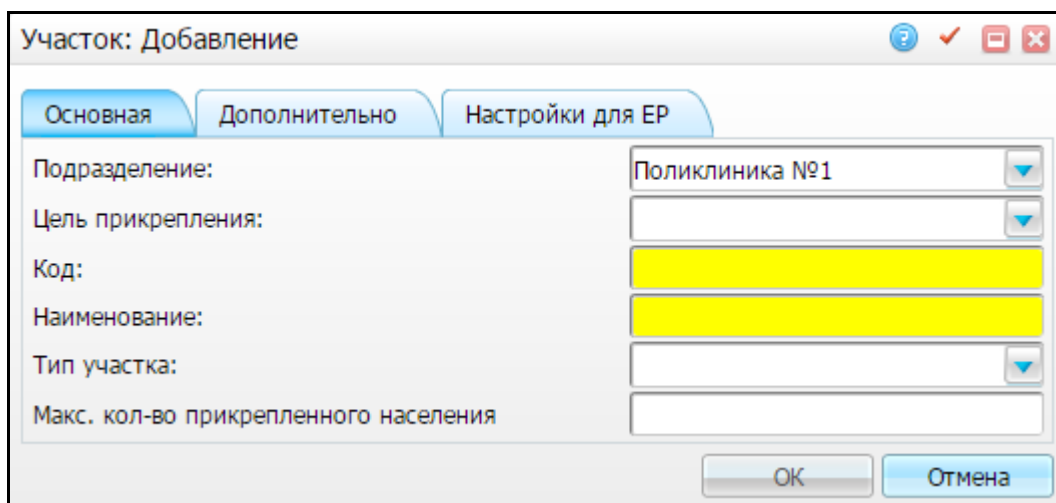 Участок: Добавление
Основная Дополнительно Настройки для ЕР
Подразделение: Поликлиника №1
Цель прикрепления:
Код:
Наименование:
Тип участка:
Макс. кол-во прикрепленного населения
ОК Отмена